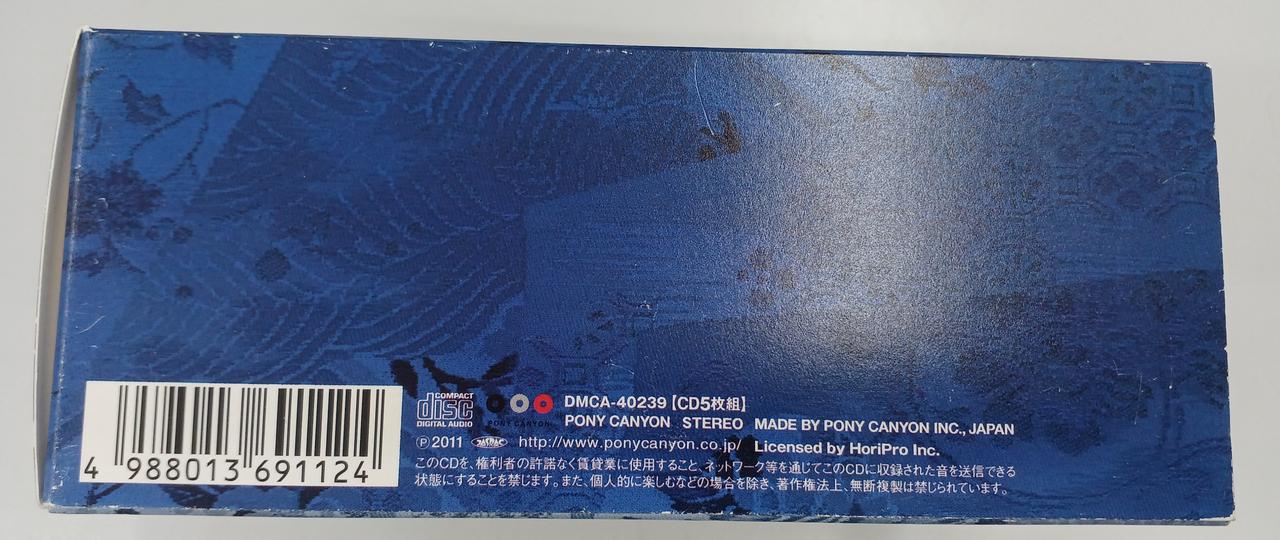 4 988013 691124
COMPACT
disc
DIGITAL AUDIO
PONY CANYON
DMCA-40239【CD5枚組】
PONY CANYON STEREO MADE BY PONY CANYON INC., JAPAN
Ⓟ2011 JASRAC http://www.ponycanyon.co.jp/ Licensed by HoriPro Inc.
このCDを、権利者の許諾なく賃貸業に使用すること、ネットワーク等を通じてこのCDに収録された音を送信できる
状態にすることを禁じます。また、個人的に楽しむなどの場合を除き、著作権法上、無断複製は禁じられています。